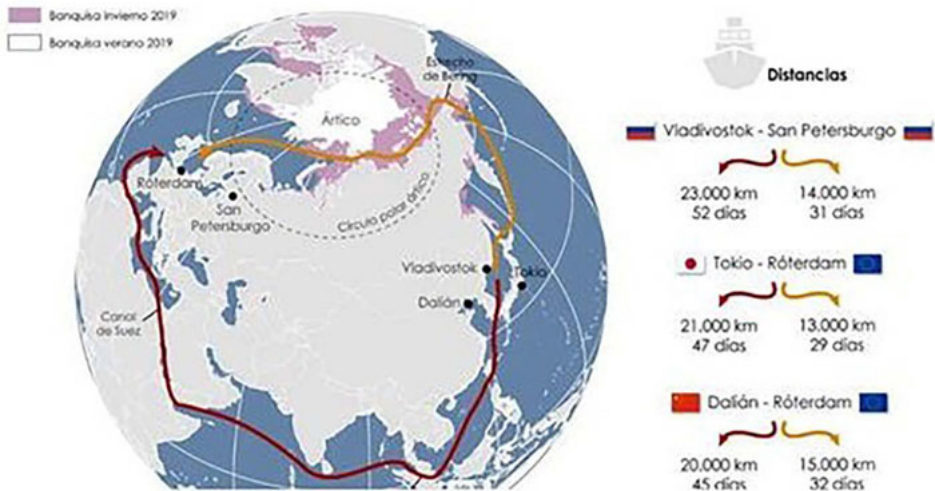 Banquisa invierno 2019
Banquisa verano 2019
Estrecho
de Bering
Ártico
Círculo polar ártico
Róterdam
San
Petersburgo
Vladivostok
Tokio
Dalián
Canal
de Suez
Distancias
Vladivostok - San Petersburgo
23.000 km
52 días
14.000 km
31 días
Tokio - Róterdam
21.000 km
47 días
13.000 km
29 días
Dalián - Róterdam
20.000 km
45 días
15.000 km
32 días